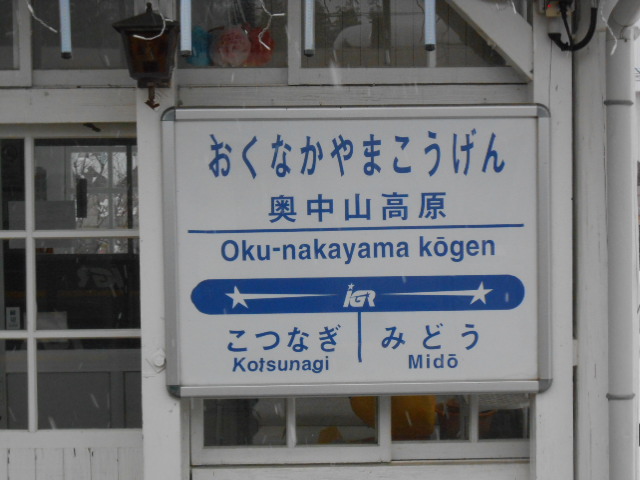 おくなかやまこうげん
奥中山高原
Oku-nakayama kōgen
IGR
こつなぎ みどう
Kotsunagi Midō